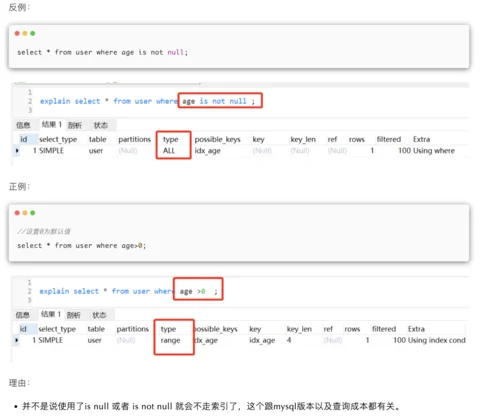 反例：
select * from user where age is not null;
1
2 explain select * from user where age is not null ;
3
信息 结果 1 剖析 状态
id select_type table partitions type possible_keys key key_len ref rows filtered Extra
1 SIMPLE user (Null) ALL idx_age (Null) (Null) (Null) 1 100 Using where
正例：
//设置0为默认值
select * from user where age>0;
1
2 explain select * from user where age >0 ;
3
信息 结果 1 剖析 状态
id select_type table partitions type possible_keys key key_len ref rows filtered Extra
1 SIMPLE user (Null) range idx_age idx_age 4 (Null) 1 100 Using index cond
理由：
并不是说使用了is null 或者 is not null 就会不走索引了，这个跟mysql版本以及查询成本都有关。